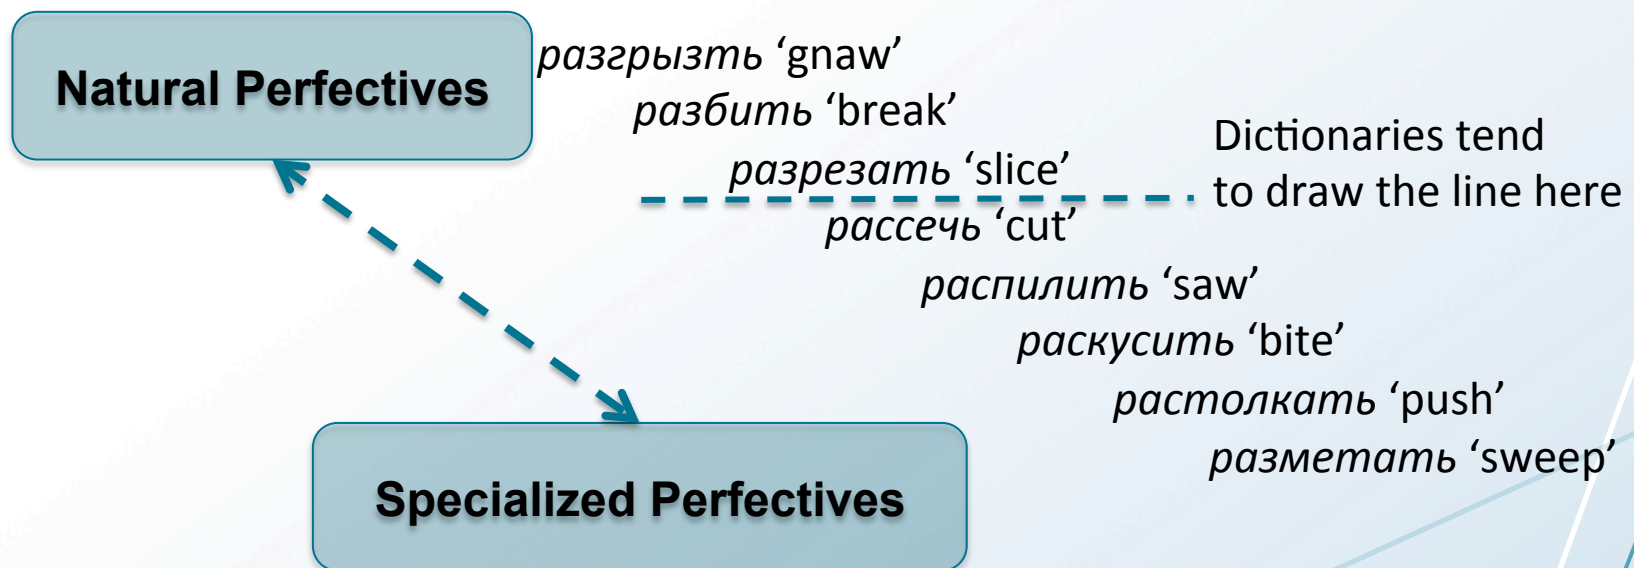 Natural Perfectives
разгрызть ‘gnaw’
разбить ‘break’
разрезать ‘slice’
Dictionaries tend
to draw the line here
рассечь ‘cut’
распилить ‘saw’
раскусить ‘bite’
растолкать ‘push’
разметать ‘sweep’
Specialized Perfectives